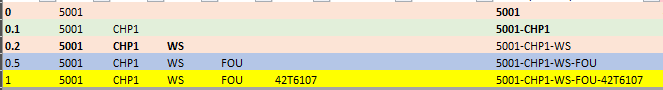 0 5001 5001
0.1 5001 CHP1 5001-CHP1
0.2 5001 CHP1 WS 5001-CHP1-WS
0.5 5001 CHP1 WS FOU 5001-CHP1-WS-FOU
1 5001 CHP1 WS FOU 42T6107 5001-CHP1-WS-FOU-42T6107